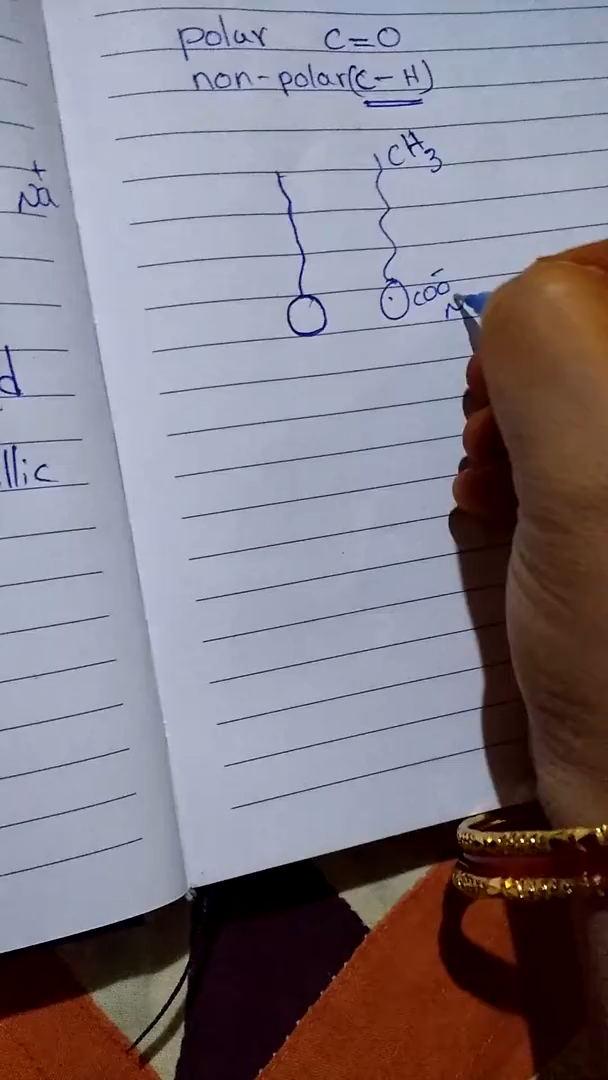 polar C=O
non-polar(C-H)
CH3
COO⁻
N
Na+
d
llic